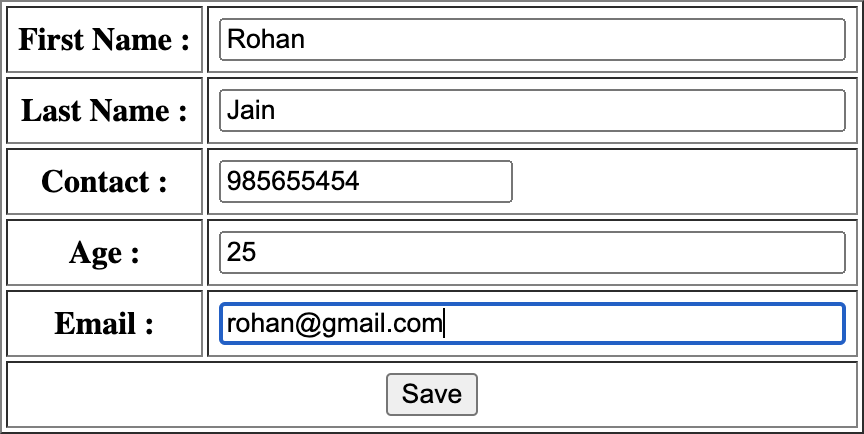 First Name : Rohan
Last Name : Jain
Contact : 985655454
Age : 25
Email : rohan@gmail.com
Save